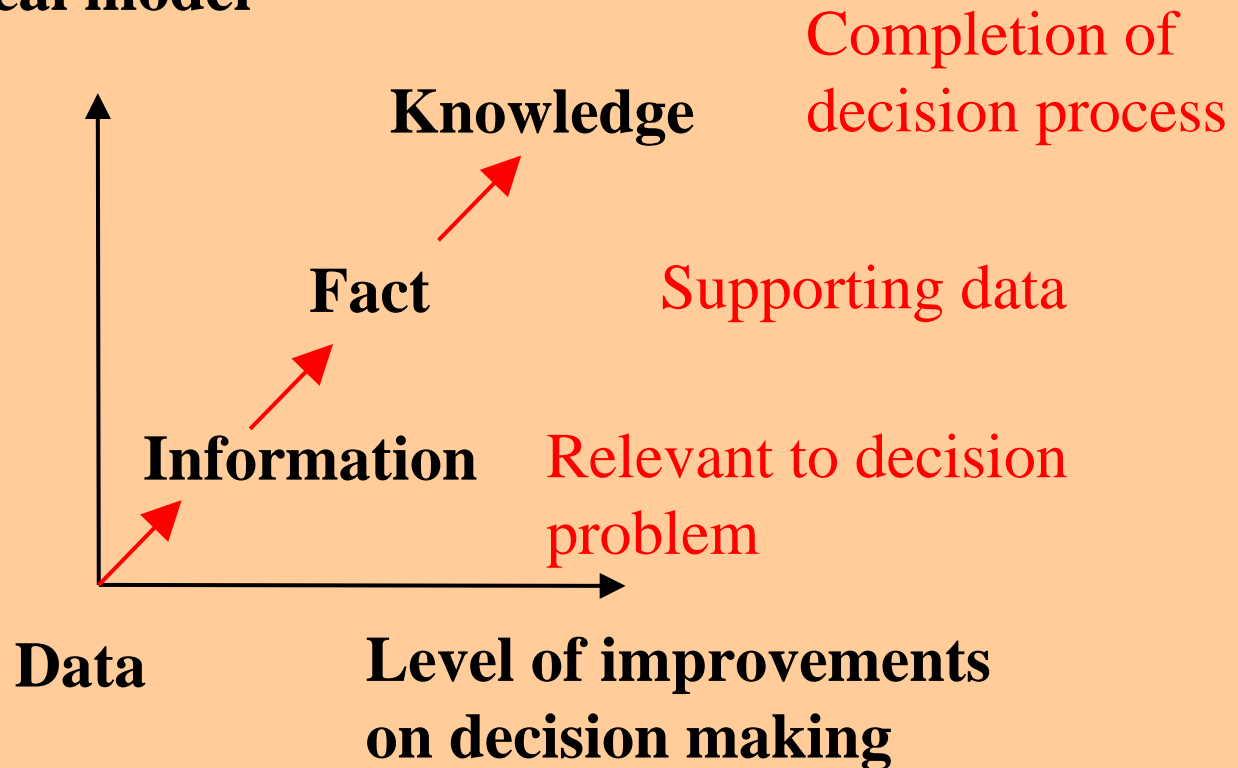 model
Completion of
decision process
Knowledge
Fact
Supporting data
Information
Relevant to decision
problem
Data
Level of improvements
on decision making